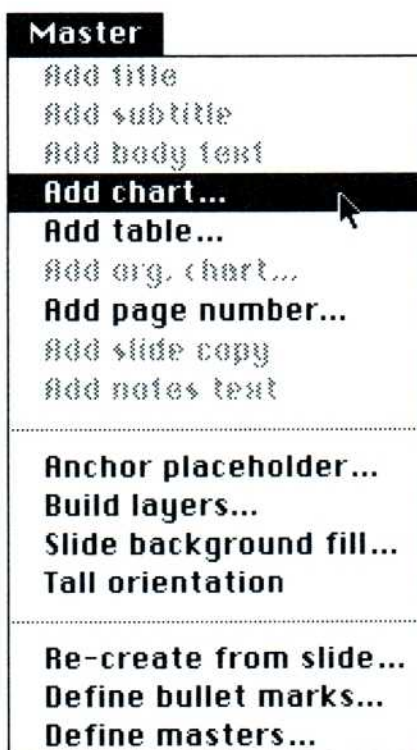 Master
Add title
Add subtitle
Add body text
Add chart...
Add table...
Add org. chart...
Add page number...
Add slide copy
Add notes text
Anchor placeholder...
Build layers...
Slide background fill...
Tall orientation
Re-create from slide...
Define bullet marks...
Define masters...